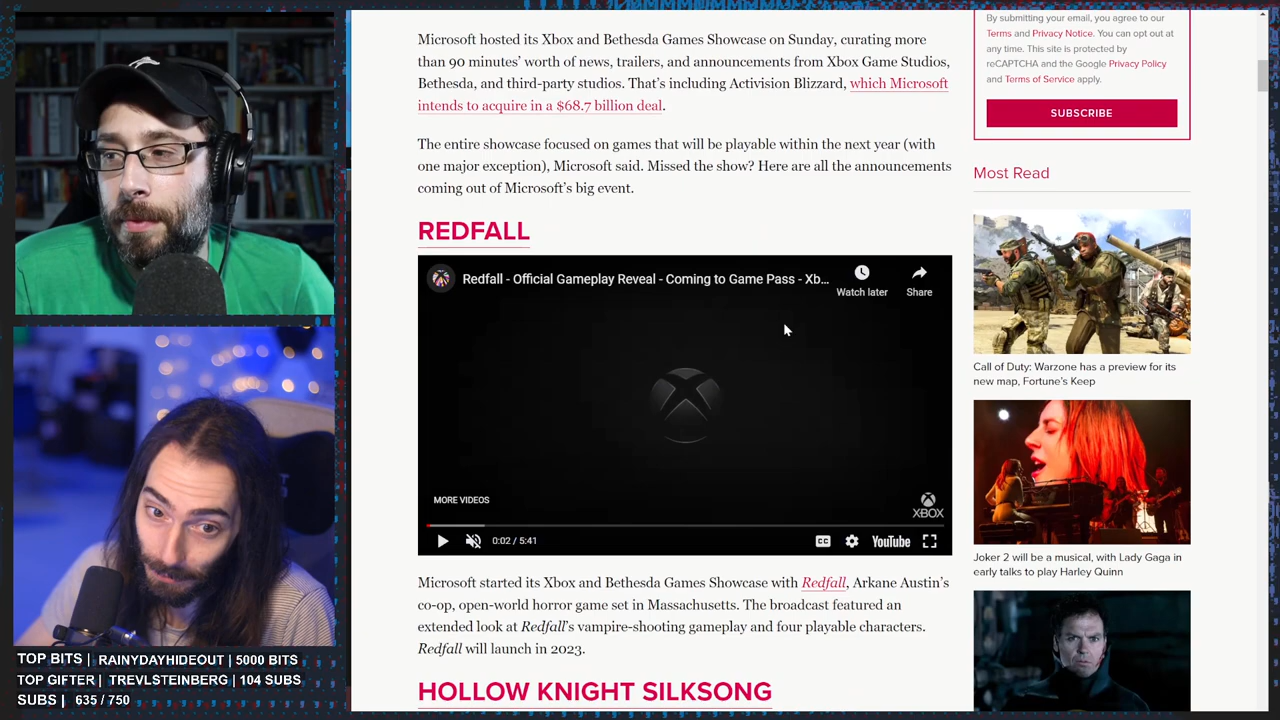 Microsoft hosted its Xbox and Bethesda Games Showcase on Sunday, curating more
than 90 minutes' worth of news, trailers, and announcements from Xbox Game Studios,
Bethesda, and third-party studios. That's including Activision Blizzard, which Microsoft
intends to acquire in a $68.7 billion deal.
The entire showcase focused on games that will be playable within the next year (with
one major exception), Microsoft said. Missed the show? Here are all the announcements
coming out of Microsoft's big event.
REDFALL
Redfall - Official Gameplay Reveal - Coming to Game Pass - Xb...
Watch later
Share
MORE VIDEOS
XBOX
0:02 / 5:41
CC
YouTube
Microsoft started its Xbox and Bethesda Games Showcase with Redfall, Arkane Austin's
co-op, open-world horror game set in Massachusetts. The broadcast featured an
extended look at Redfall's vampire-shooting gameplay and four playable characters.
Redfall will launch in 2023.
HOLLOW KNIGHT SILKSONG
By submitting your email, you agree to our
Terms and Privacy Notice. You can opt out at
any time. This site is protected by
reCAPTCHA and the Google Privacy Policy
and Terms of Service apply.
SUBSCRIBE
Most Read
Call of Duty: Warzone has a preview for its
new map, Fortune's Keep
Joker 2 will be a musical, with Lady Gaga in
early talks to play Harley Quinn
TOP BITS | RAINYDAYHIDEOUT | 5000 BITS
TOP GIFTER | TREVLSTEINBERG | 104 SUBS
SUBS | 635 / 750